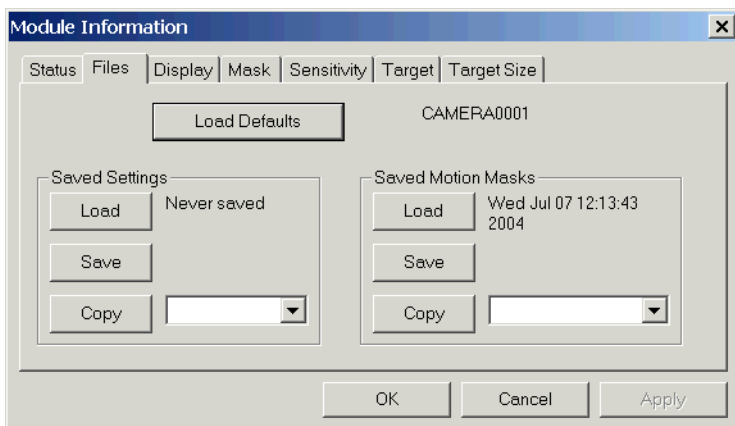 Module Information
Status Files Display Mask Sensitivity Target Target Size
Load Defaults CAMERA0001
Saved Settings
Load Never saved
Save
Copy
Saved Motion Masks
Load Wed Jul 07 12:13:43
2004
Save
Copy
OK Cancel Apply